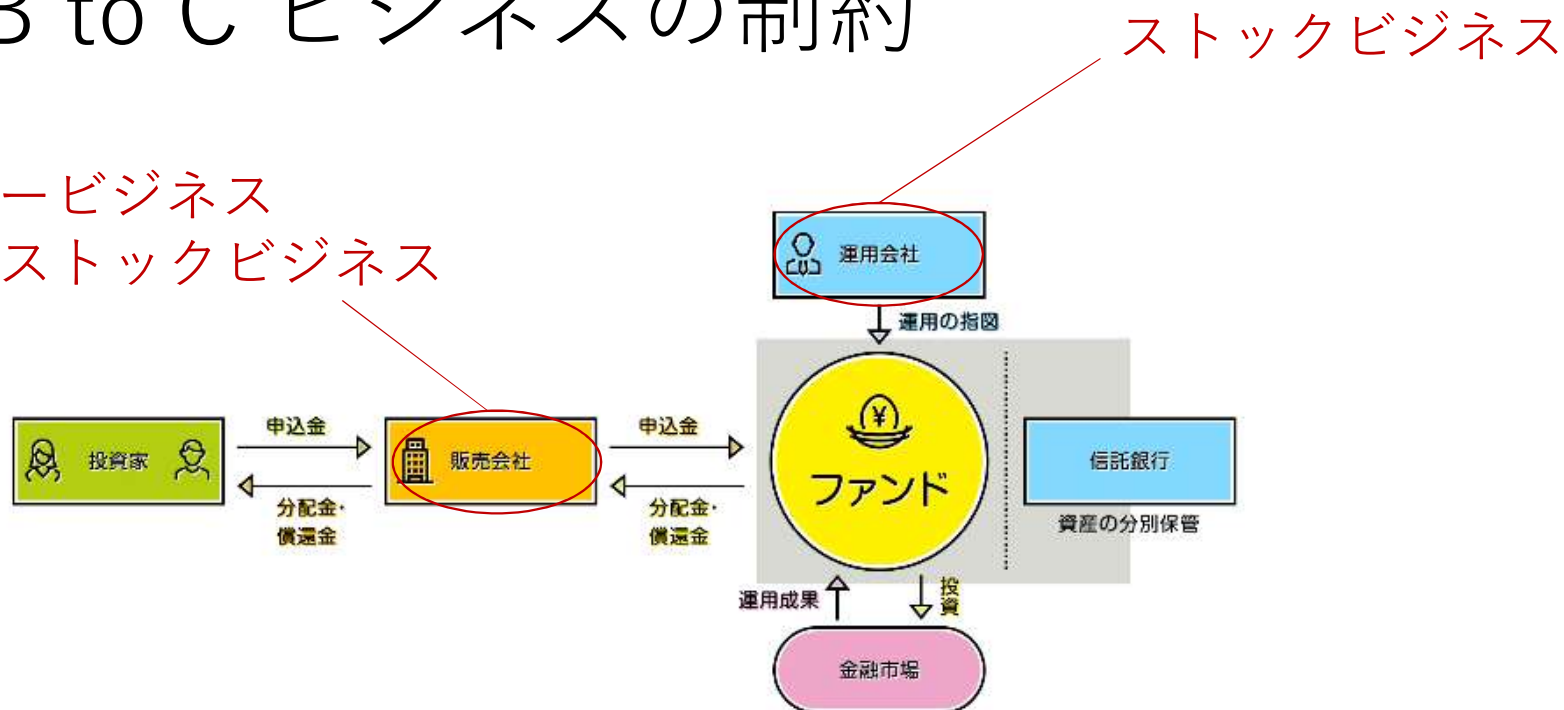 B to C ビジネスの制約
ストックビジネス
ービジネス
ストックビジネス
運用会社
運用の指図
申込金
申込金
投資家
販売会社
¥
ファンド
信託銀行
分配金・
償還金
分配金・
償還金
資産の分別保管
運用成果
投資
金融市場